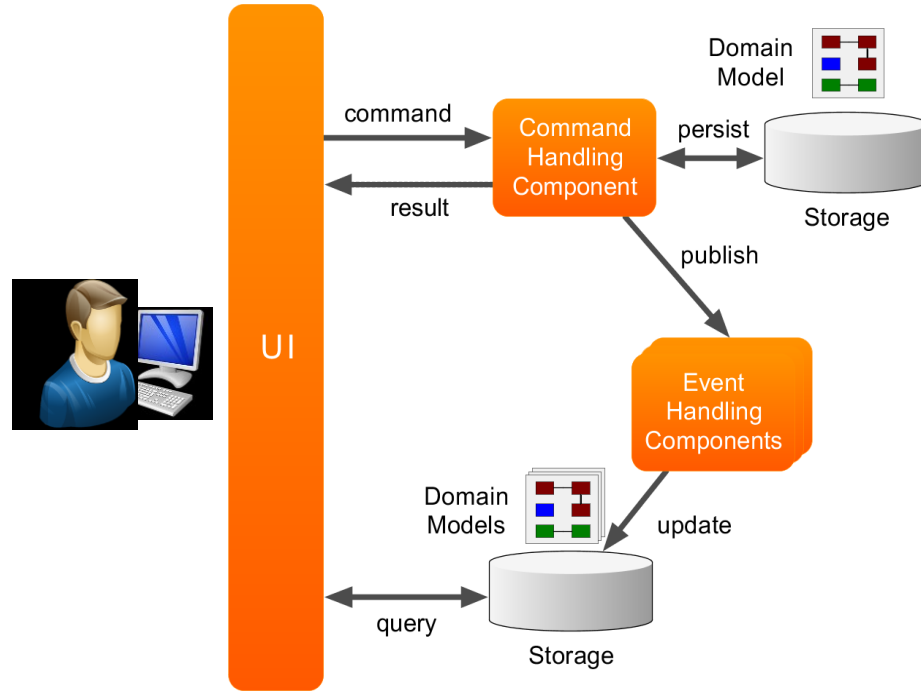 Domain
Model
command
Command
Handling
Component
persist
result
Storage
publish
UI
Event
Handling
Components
Domain
Models
update
query
Storage